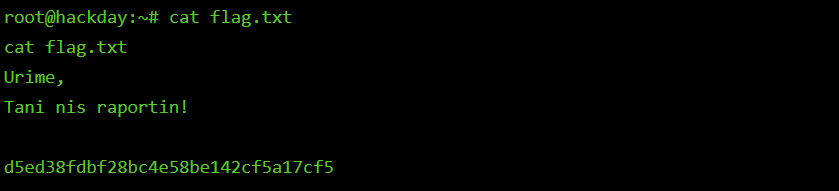 root@hackday:~# cat flag.txt
cat flag.txt
Urime,
Tani nis raportin!
d5ed38fdbf28bc4e58be142cf5a17cf5